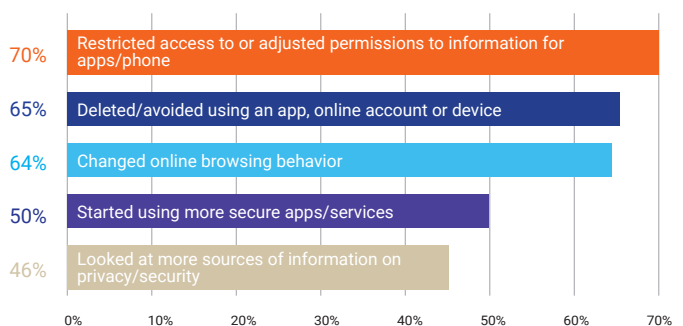 70%
Restricted access to or adjusted permissions to information for
apps/phone
65%
Deleted/avoided using an app, online account or device
64%
Changed online browsing behavior
50%
Started using more secure apps/services
46%
Looked at more sources of information on
privacy/security
0% 10% 20% 30% 40% 50% 60% 70%